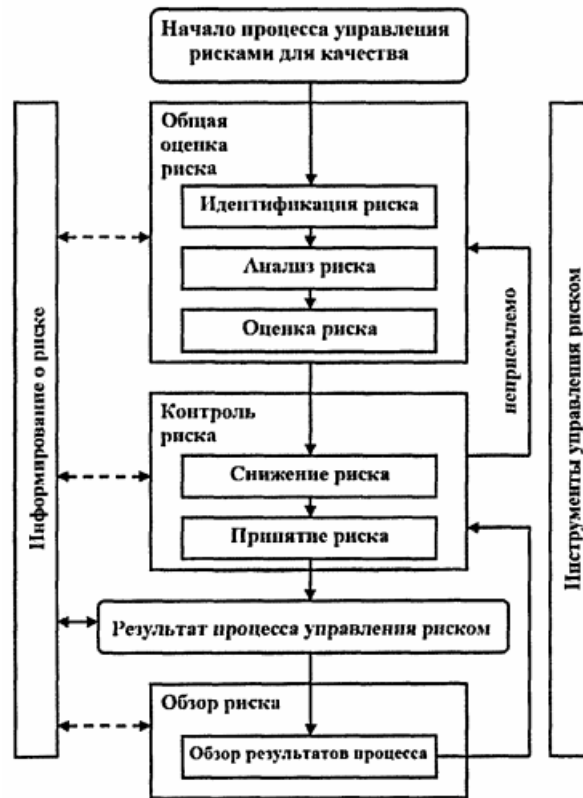 Начало процесса управления
рисками для качества
Общая
оценка
риска
Идентификация риска
Анализ риска
Оценка риска
неприемлемо
Контроль
риска
Снижение риска
Принятие риска
Результат процесса управления риском
Обзор риска
Обзор результатов процесса
Информирование о риске
Инструменты управления риском